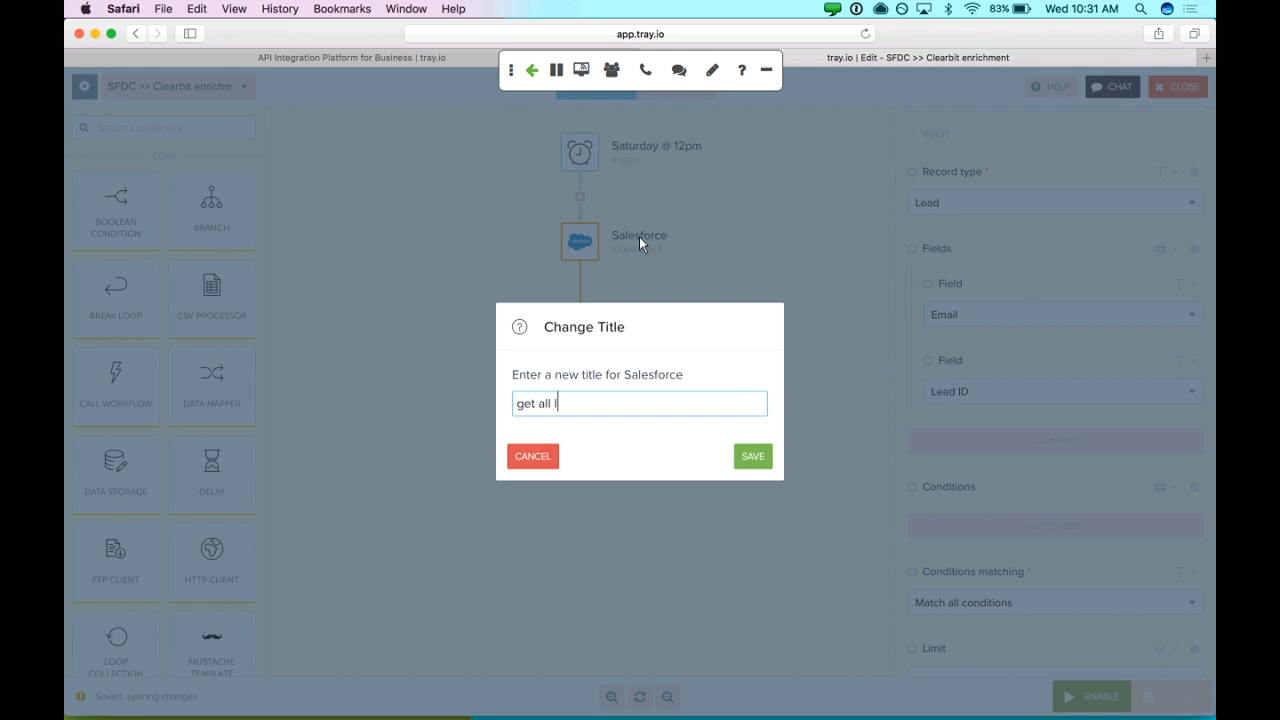 Safari File Edit View History Bookmarks Window Help
83% Wed 10:31 AM
app.tray.io
API Integration Platform for Business | tray.io
tray.io | Edit - SFDC >> Clearbit enrichment
SFDC >> Clearbit enrichm
HELP
CHAT
CLOSE
Search Connectors
CORE
BOOLEAN CONDITION
BRANCH
BREAK LOOP
CSV PROCESSOR
CALL WORKFLOW
DATA MAPPER
DATA STORAGE
DELAY
FTP CLIENT
HTTP CLIENT
LOOP COLLECTION
MUSTACHE TEMPLATE
Saturday @ 12pm
trigger
Salesforce
Change Title
Enter a new title for Salesforce
get all l
CANCEL
SAVE
INPUT
Record type *
Lead
Fields
Field
Email
Field
Lead ID
Add Field
Conditions
Add Condition
Conditions matching *
Match all conditions
Limit
Saved, syncing changes
ENABLE